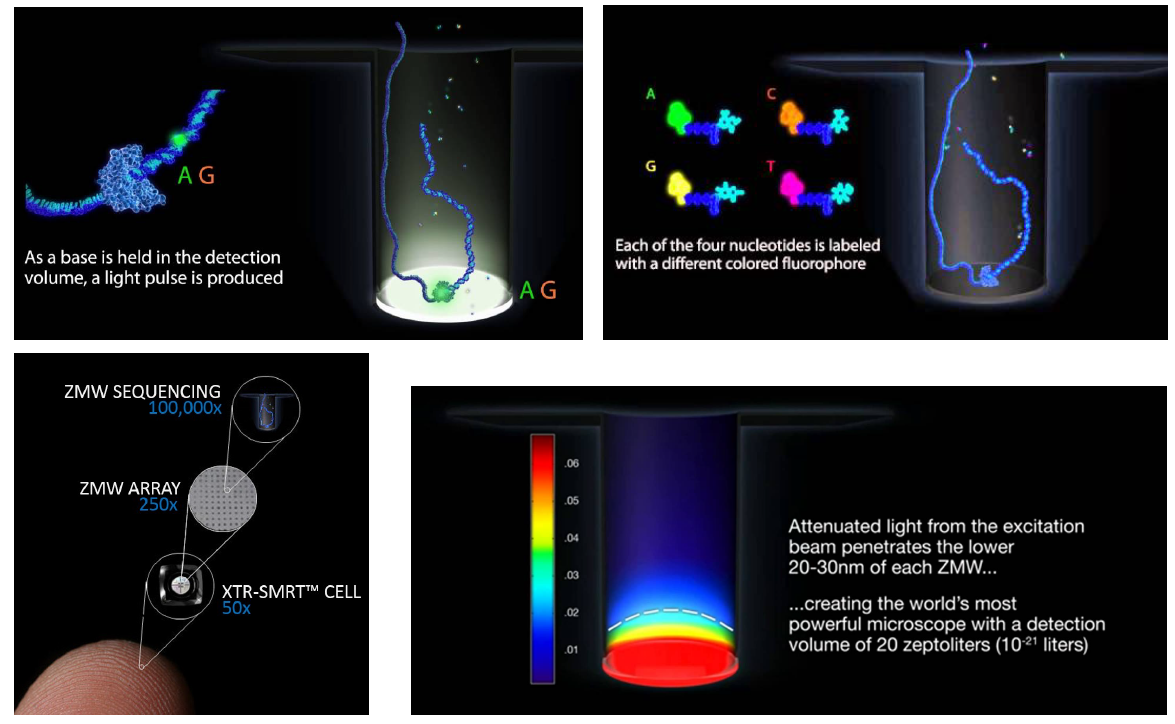 A G
As a base is held in the detection
volume, a light pulse is produced
A G
A
C
G
T
Each of the four nucleotides is labeled
with a different colored fluorophore
ZMW SEQUENCING
100,000x
ZMW ARRAY
250x
XTR-SMRT™ CELL
50x
.06
.05
.04
.03
.02
.01
Attenuated light from the excitation
beam penetrates the lower
20-30nm of each ZMW...
...creating the world's most
powerful microscope with a detection
volume of 20 zeptoliters (10⁻²¹ liters)